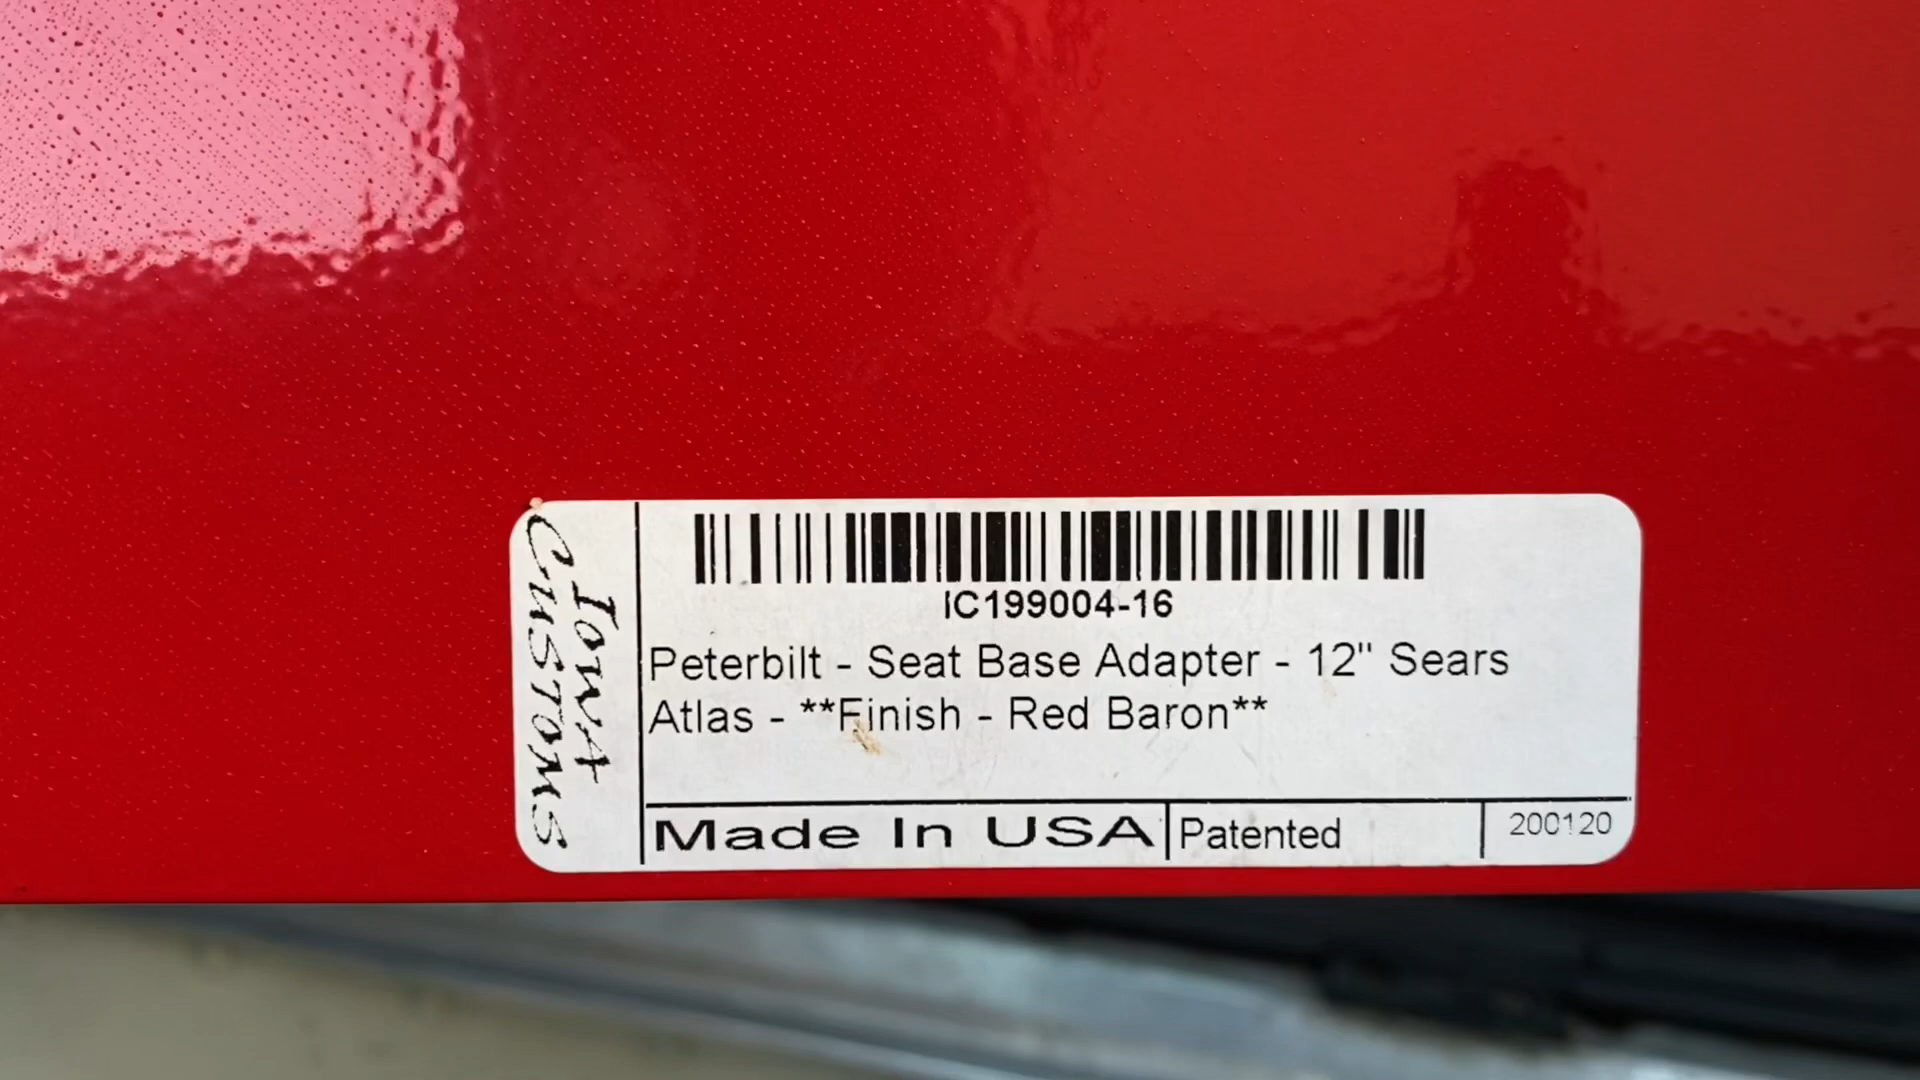 IOWA
CUSTOMS
IC199004-16
Peterbilt - Seat Base Adapter - 12" Sears
Atlas - **Finish - Red Baron**
Made In USA
Patented
200120